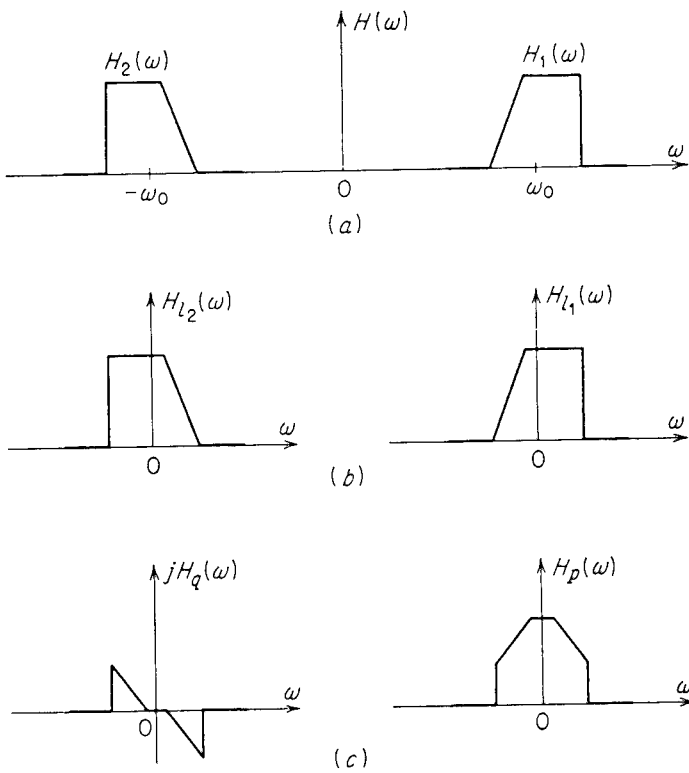 H(ω)
H₂(ω)
H₁(ω)
ω
-ω₀
0
ω₀
(a)
H_{l₂}(ω)
H_{l₁}(ω)
ω
ω
0
0
(b)
jH_q(ω)
H_p(ω)
ω
ω
0
0
(c)